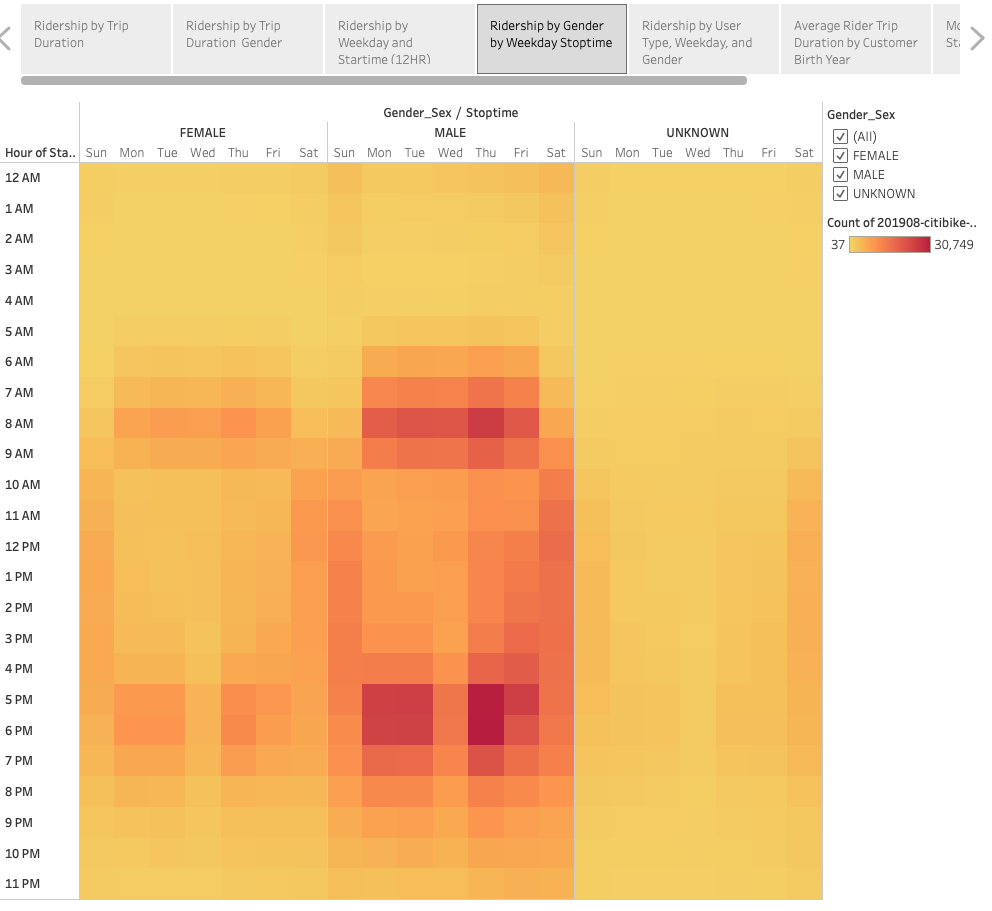 Ridership by Trip
Duration
Ridership by Trip
Duration  Gender
Ridership by
Weekday and
Startime (12HR)
Ridership by Gender
by Weekday Stoptime
Ridership by User
Type, Weekday, and
Gender
Average Rider Trip
Duration by Customer
Birth Year
Gender_Sex / Stoptime
FEMALE MALE UNKNOWN
Hour of Sta.. Sun Mon Tue Wed Thu Fri Sat Sun Mon Tue Wed Thu Fri Sat Sun Mon Tue Wed Thu Fri Sat
12 AM
1 AM
2 AM
3 AM
4 AM
5 AM
6 AM
7 AM
8 AM
9 AM
10 AM
11 AM
12 PM
1 PM
2 PM
3 PM
4 PM
5 PM
6 PM
7 PM
8 PM
9 PM
10 PM
11 PM
Gender_Sex
(All)
FEMALE
MALE
UNKNOWN
Count of 201908-citibike-..
37 30,749